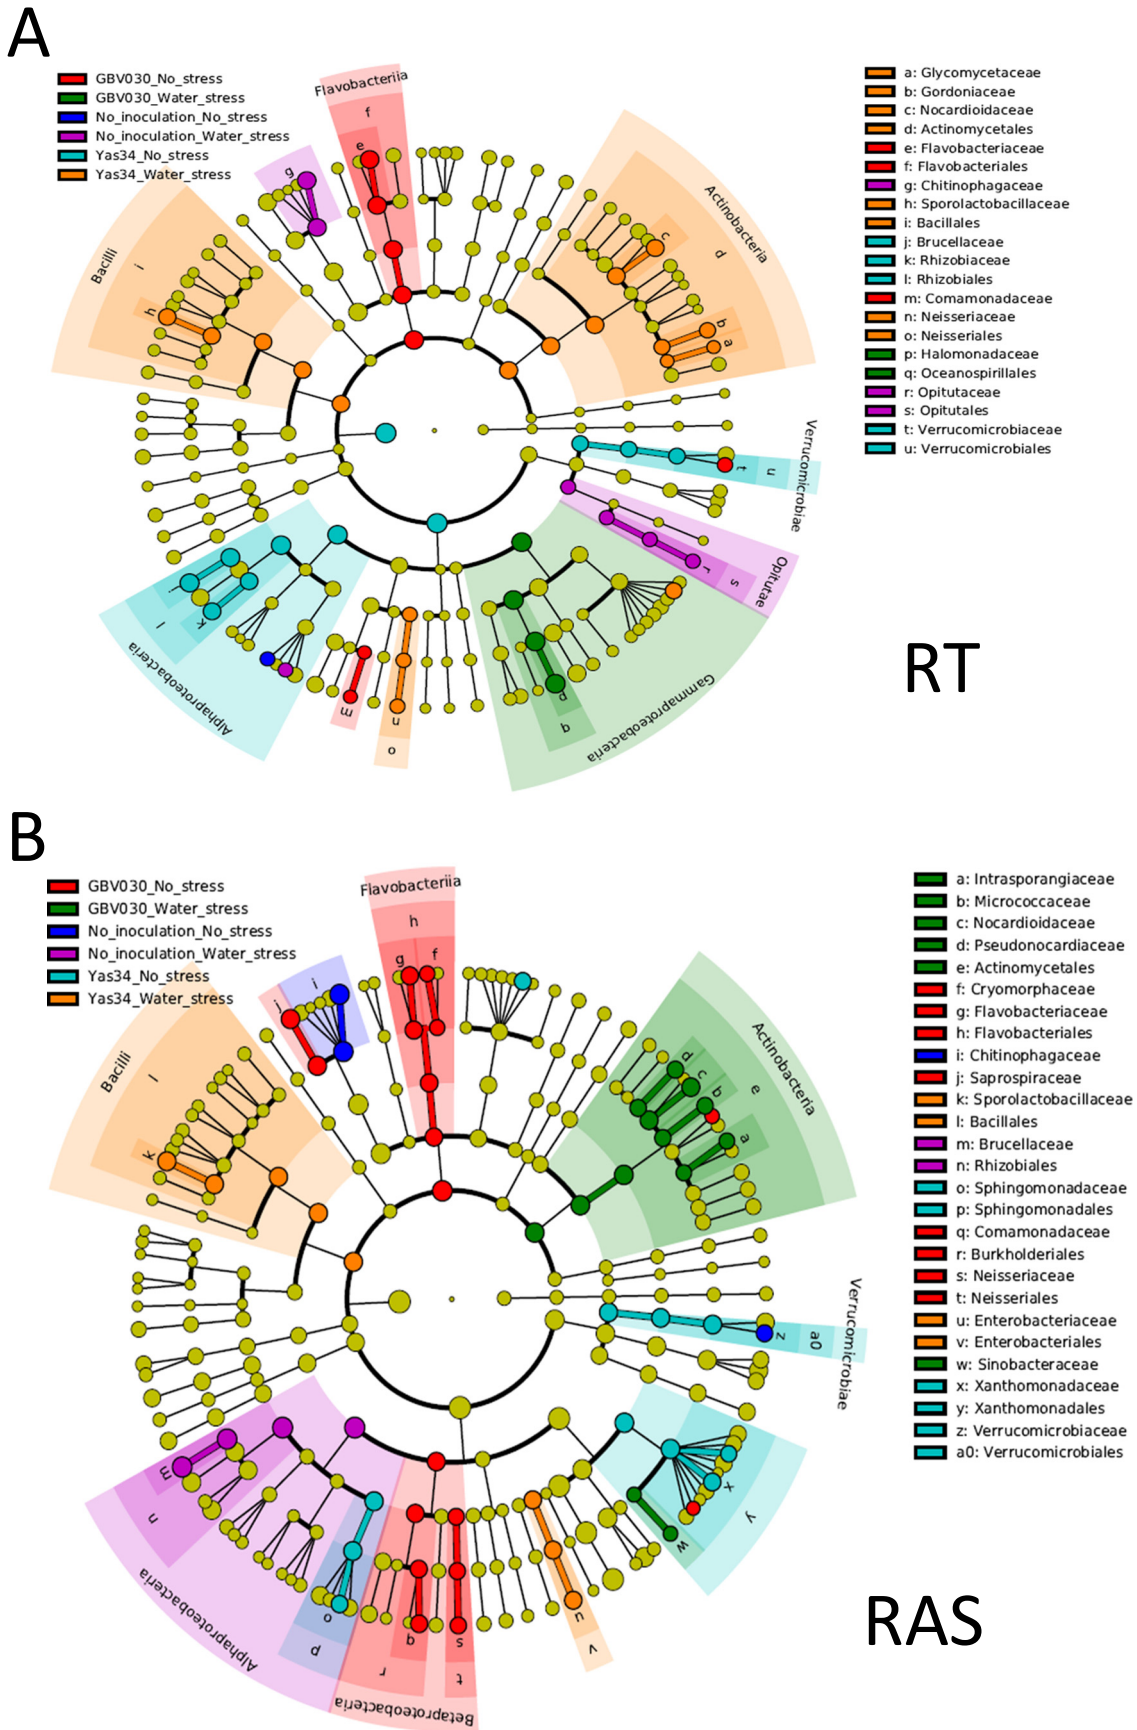 A
GBV030_No_stress
GBV030_Water_stress
No_inoculation_No_stress
No_inoculation_Water_stress
Yas34_No_stress
Yas34_Water_stress
a: Glycomycetaceae
b: Gordoniaceae
c: Nocardioidaceae
d: Actinomycetales
e: Flavobacteriaceae
f: Flavobacteriales
g: Chitinophagaceae
h: Sporolactobacillaceae
i: Bacillales
j: Brucellaceae
k: Rhizobiaceae
l: Rhizobiales
m: Comamonadaceae
n: Neisseriaceae
o: Neisseriales
p: Halomonadaceae
q: Oceanospirillales
r: Opitutaceae
s: Opitutales
t: Verrucomicrobiaceae
u: Verrucomicrobiales
Flavobacteriia
f
e
g
Actinobacteria
d
c
b
a
Bacilli
i
h
Verrucomicrobiae
t
u
Opitutae
r
s
Gammaproteobacteria
p
q
n
o
m
Alphaproteobacteria
j
k
l
RT
B
GBV030_No_stress
GBV030_Water_stress
No_inoculation_No_stress
No_inoculation_Water_stress
Yas34_No_stress
Yas34_Water_stress
a: Intrasporangiaceae
b: Micrococcaceae
c: Nocardioidaceae
d: Pseudonocardiaceae
e: Actinomycetales
f: Cryomorphaceae
g: Flavobacteriaceae
h: Flavobacteriales
i: Chitinophagaceae
j: Saprospiraceae
k: Sporolactobacillaceae
l: Bacillales
m: Brucellaceae
n: Rhizobiales
o: Sphingomonadaceae
p: Sphingomonadales
q: Comamonadaceae
r: Burkholderiales
s: Neisseriaceae
t: Neisseriales
u: Enterobacteriaceae
v: Enterobacteriales
w: Sinobacteraceae
x: Xanthomonadaceae
y: Xanthomonadales
z: Verrucomicrobiaceae
a0: Verrucomicrobiales
Flavobacteriia
h
g
f
i
j
Actinobacteria
e
d
c
b
a
Bacilli
l
k
Verrucomicrobiae
z
a0
x
y
w
u
v
s
t
q
r
Betaproteobacteria
o
p
m
n
Alphaproteobacteria
RAS